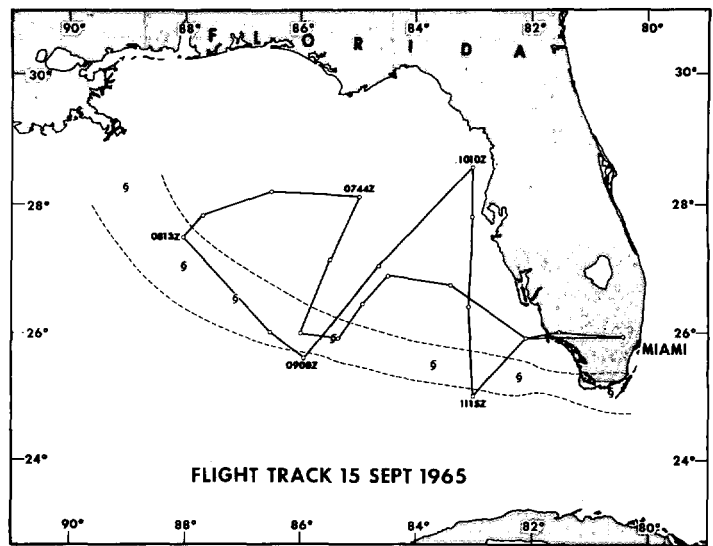 90° 88° 86° 84° 82° 80°
F L O R I D A
30° 30°
1010Z
0744Z
28° 28°
0813Z
26° 26°
MIAMI
0908Z
1115Z
24° 24°
FLIGHT TRACK 15 SEPT 1965
90° 88° 86° 84° 82° 80°